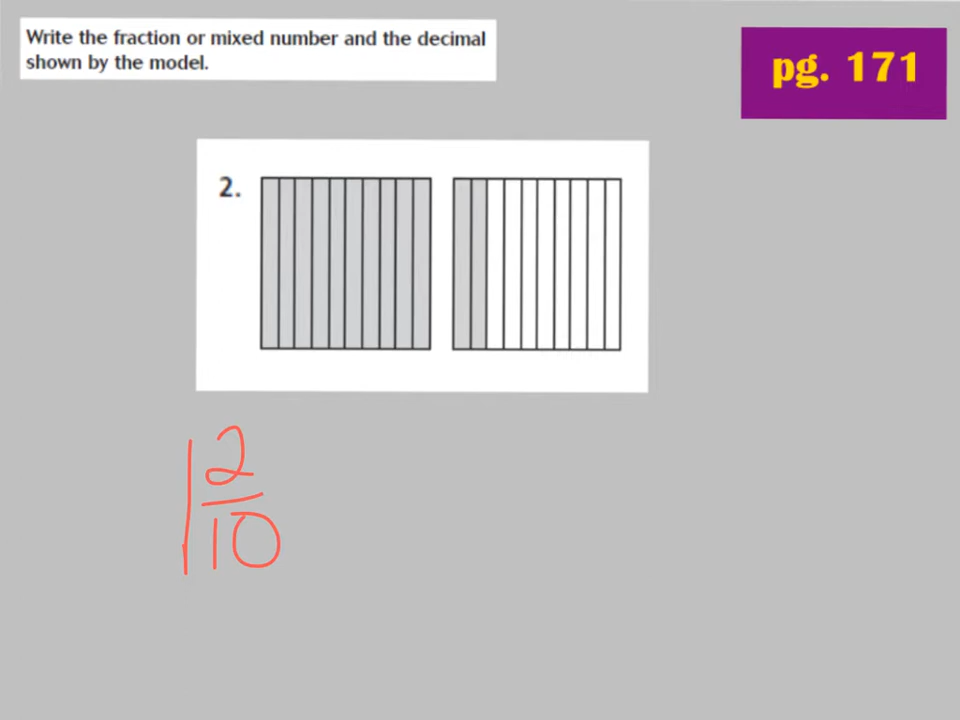 Write the fraction or mixed number and the decimal
shown by the model.
pg. 171
2.
1 2/10